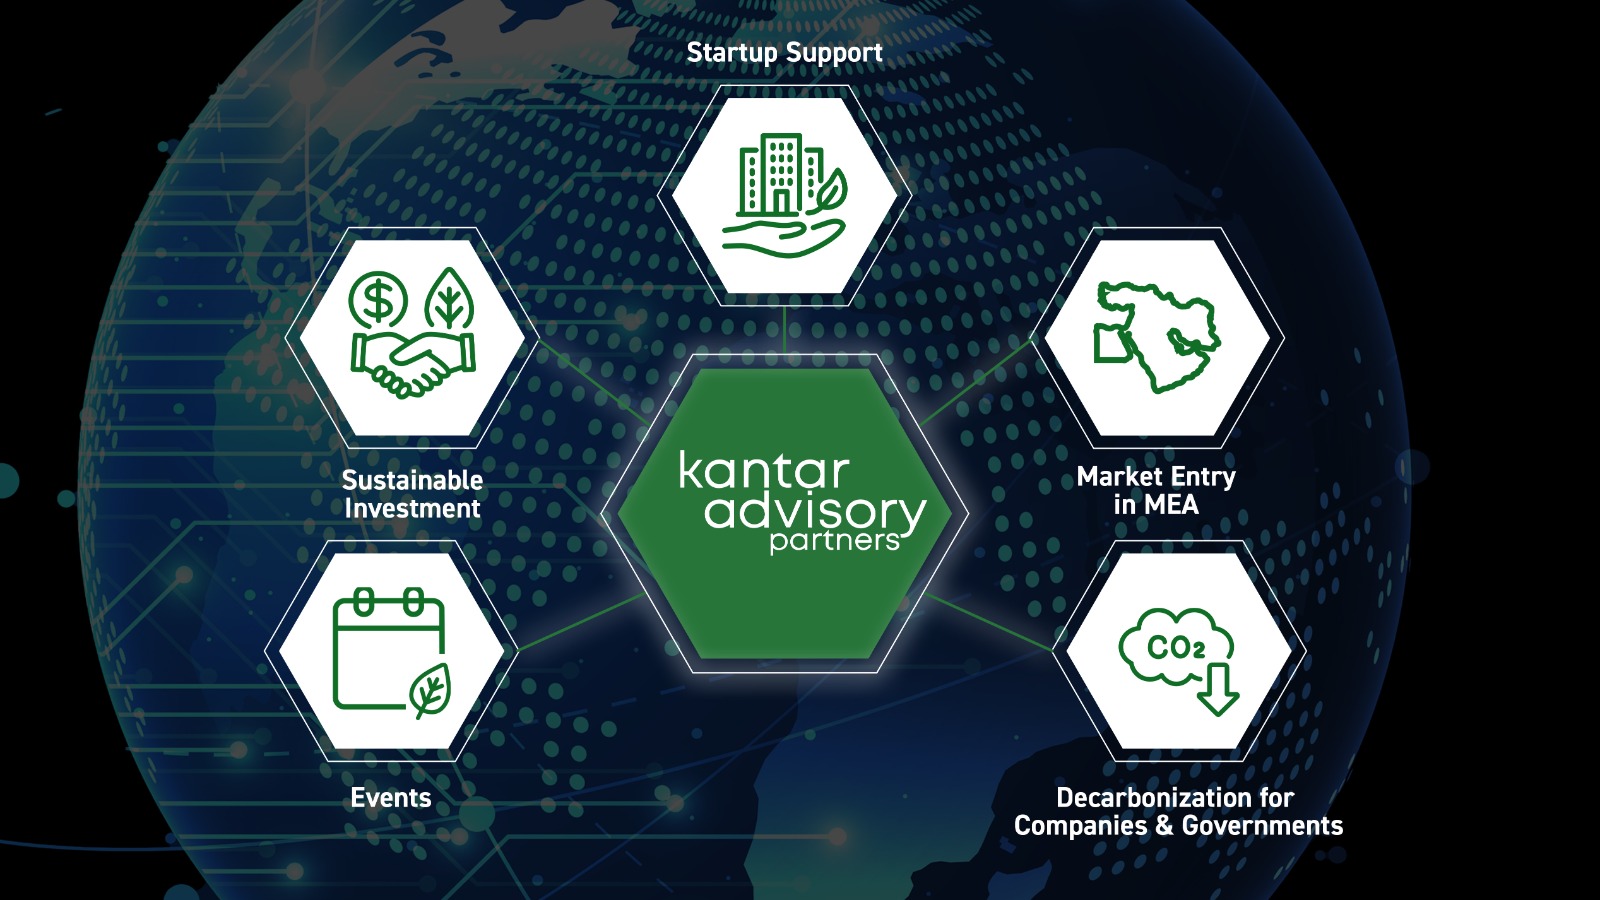 Startup Support
$
Sustainable
Investment
Market Entry
in MEA
kantar
advisory
partners
CO2
Events
Decarbonization for
Companies & Governments